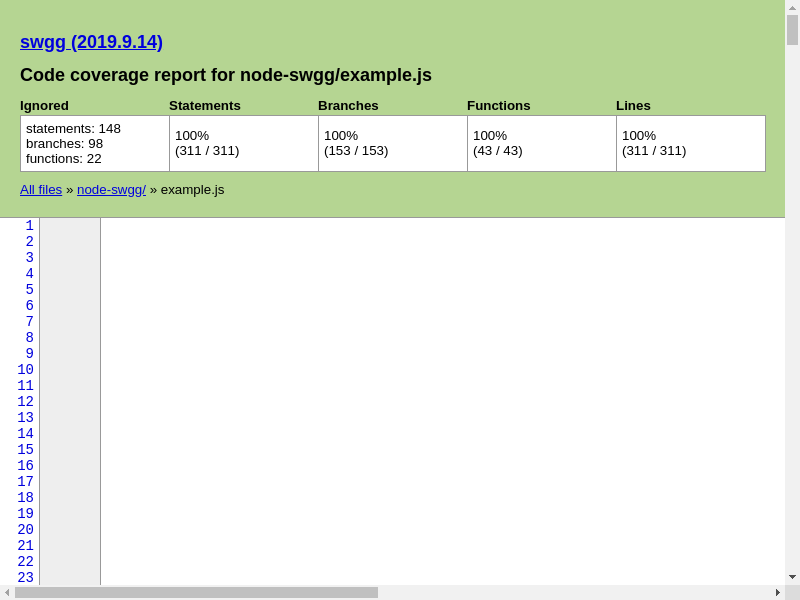 swgg (2019.9.14)
Code coverage report for node-swgg/example.js
Ignored Statements Branches Functions Lines
statements: 148
branches: 98
functions: 22
100%
(311 / 311)
100%
(153 / 153)
100%
(43 / 43)
100%
(311 / 311)
All files » node-swgg/ » example.js
1
2
3
4
5
6
7
8
9
10
11
12
13
14
15
16
17
18
19
20
21
22
23